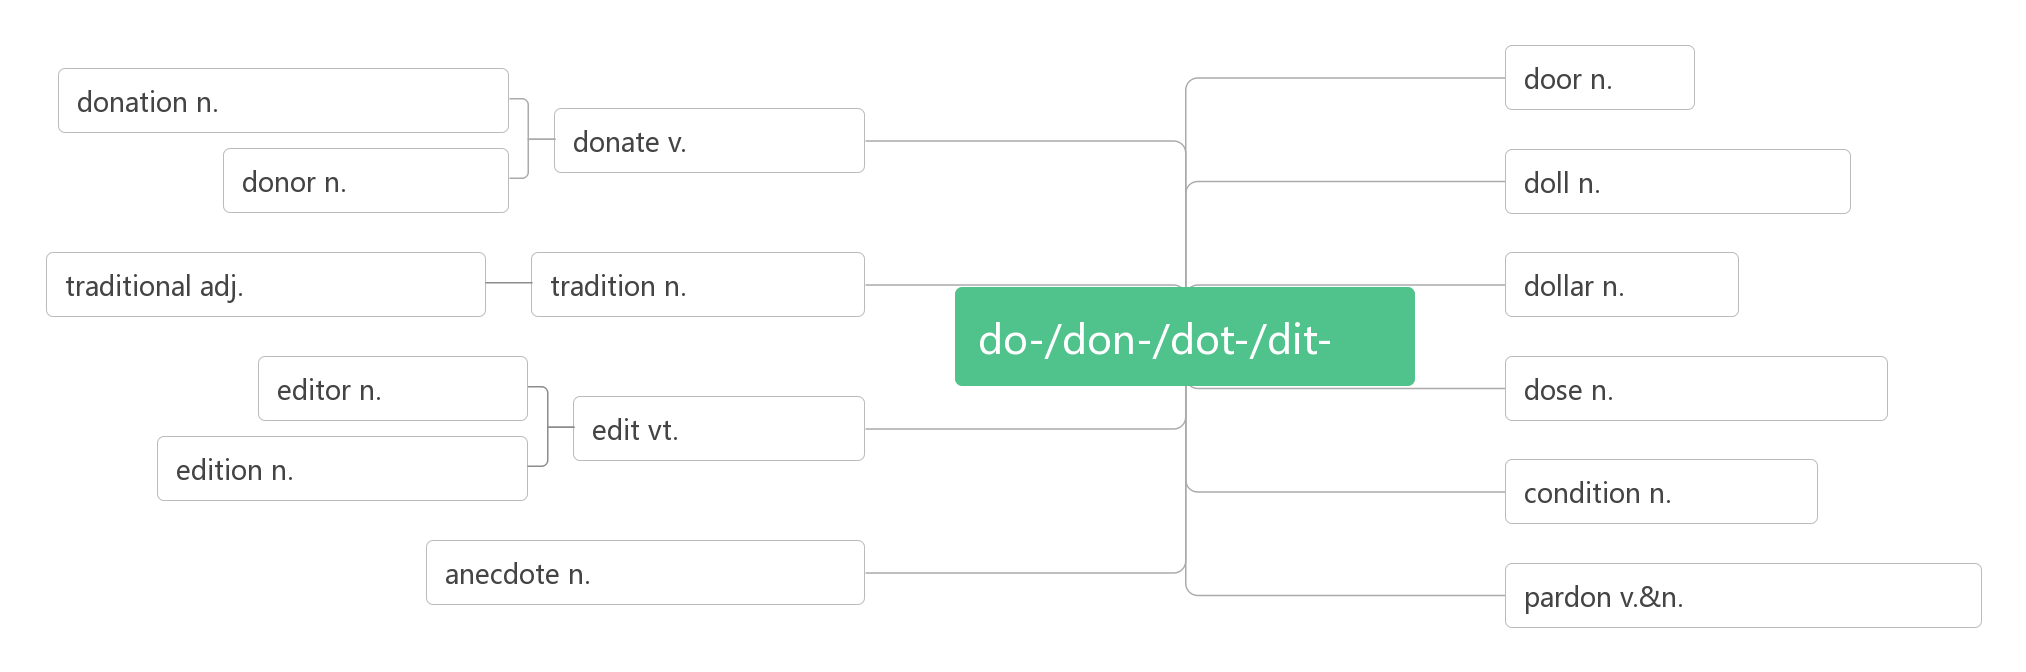 donation n.
donor n.
donate v.
traditional adj.
tradition n.
editor n.
edition n.
edit vt.
anecdote n.
do-/don-/dot-/dit-
door n.
doll n.
dollar n.
dose n.
condition n.
pardon v.&n.